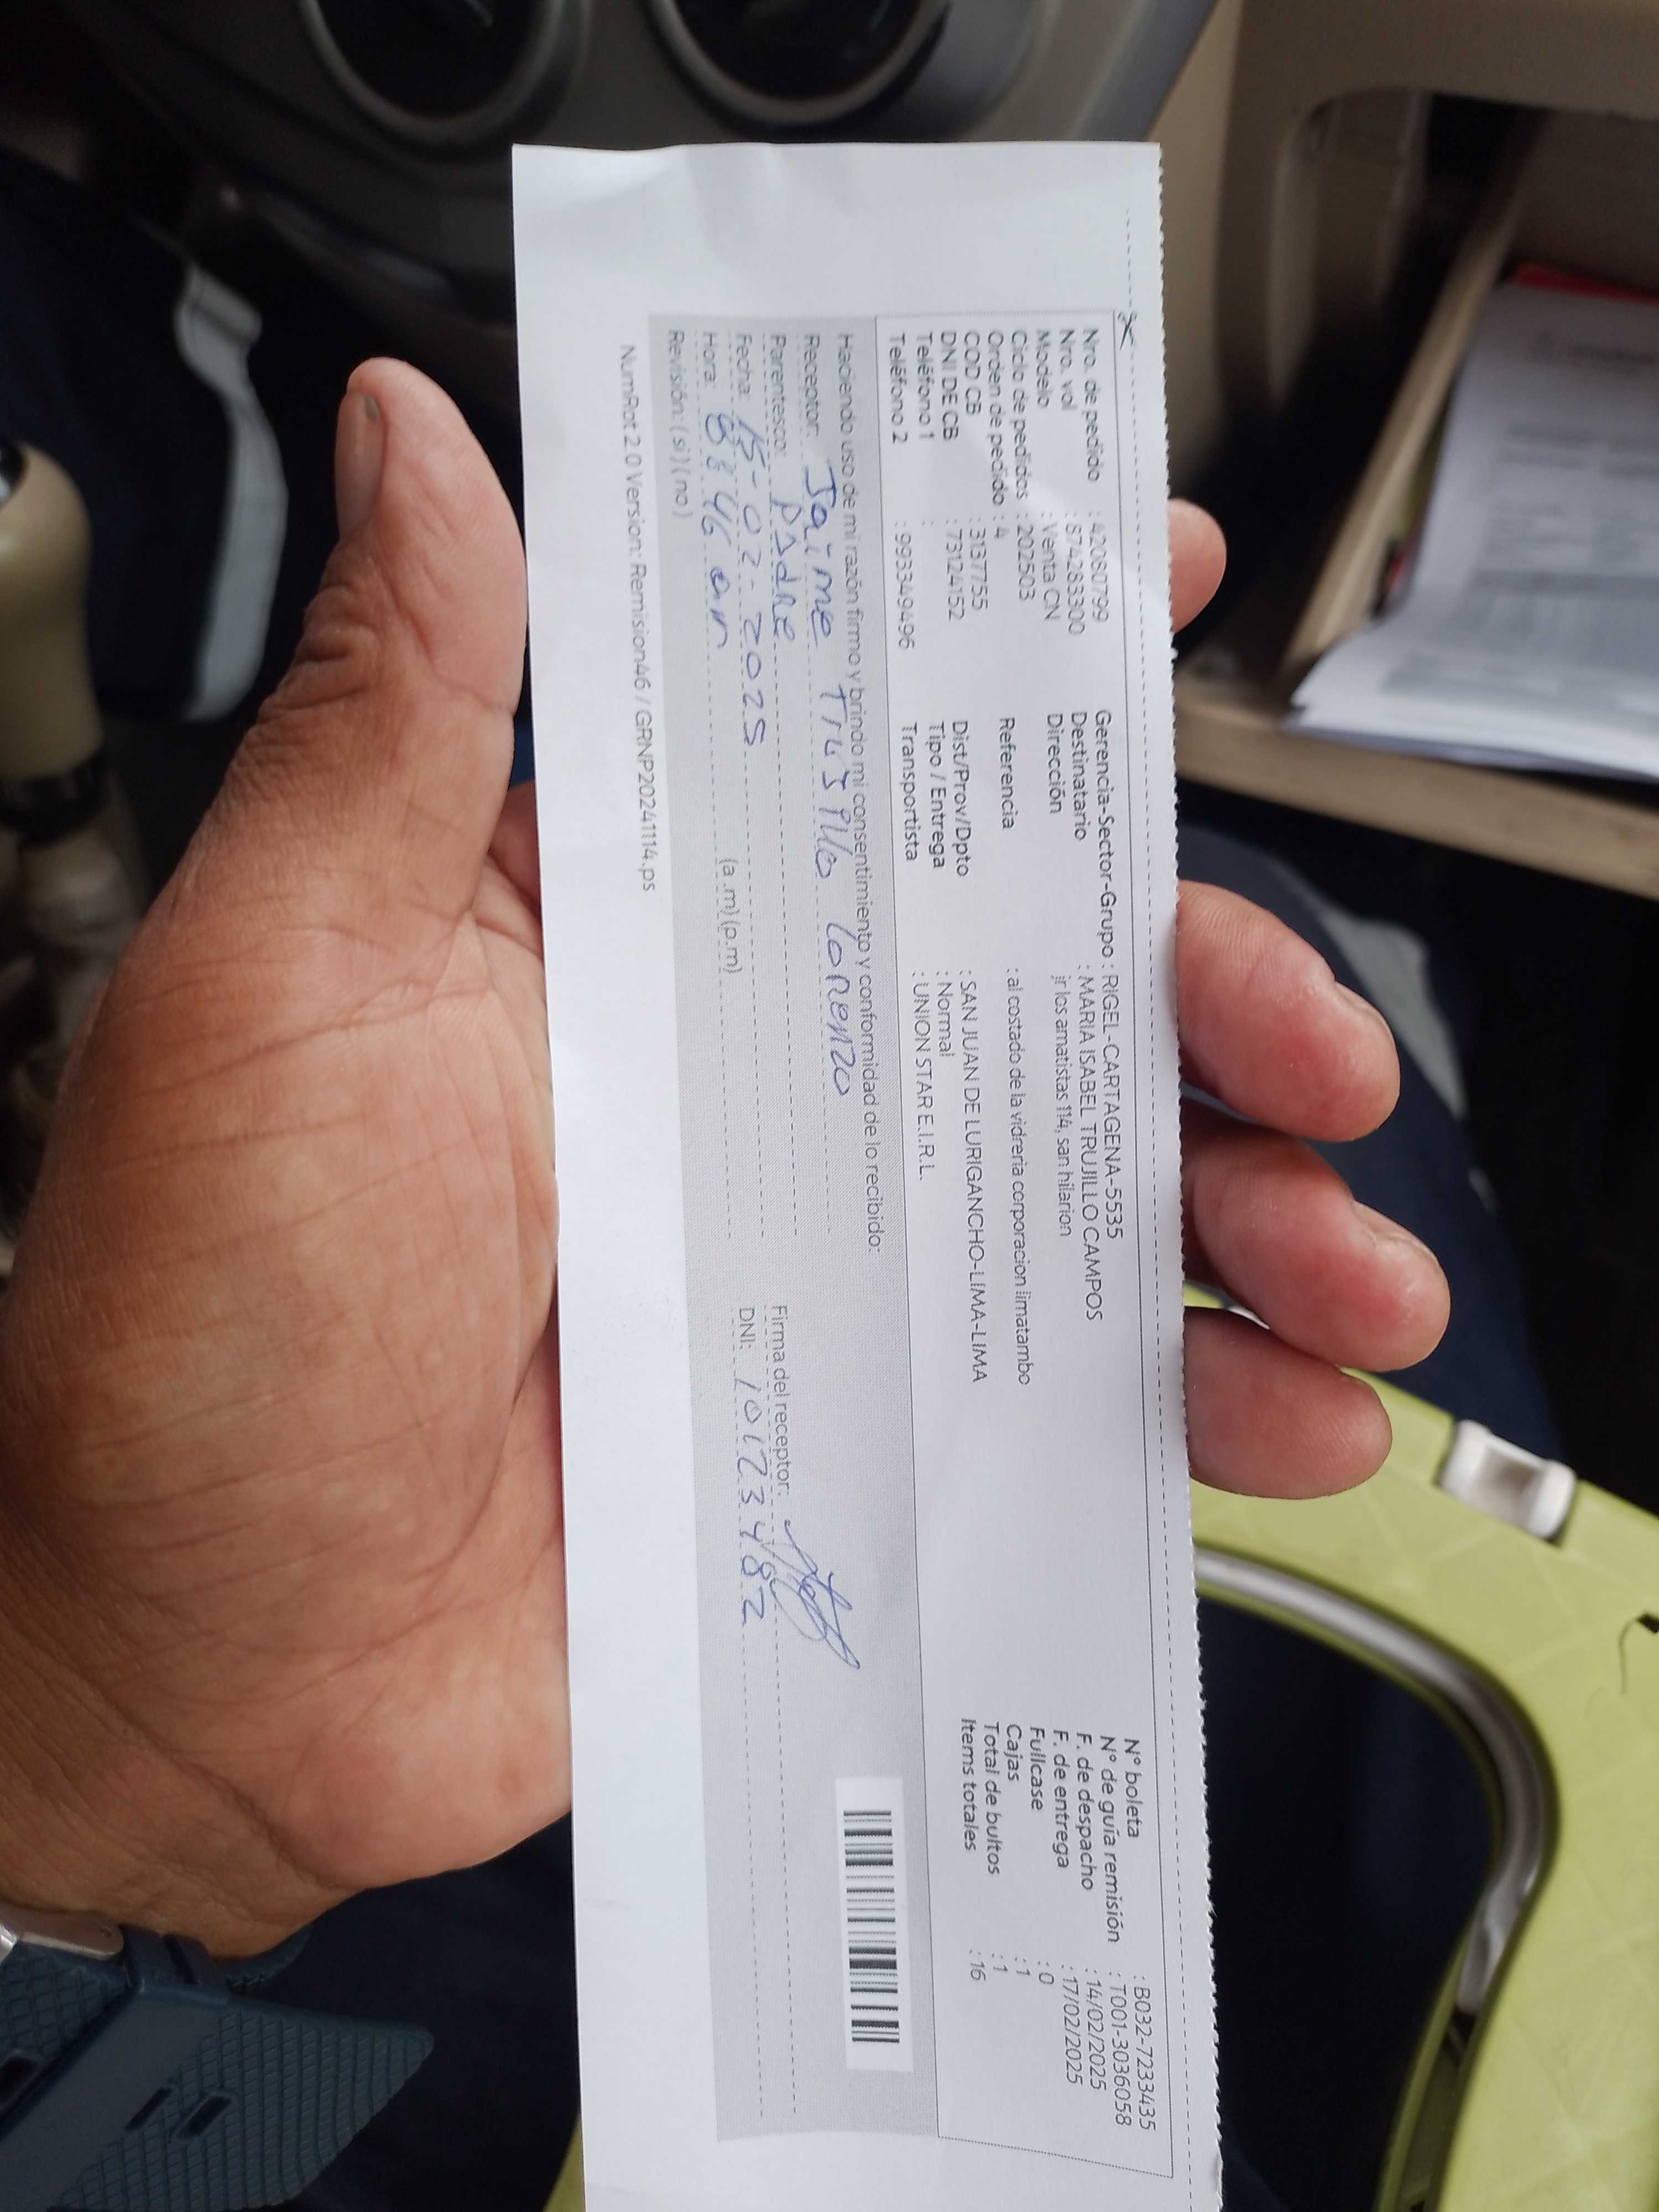 Nro. de pedido : 42080799
Nro. vol : 874283300
Modelo : Venta CN
Ciclo de pedidos : 202503
Orden de pedido : 4
COD CB : 3137755
DNI DE CB : 73124152
Teléfono 1 :
Teléfono 2 : 993349496
Gerencia-Sector-Grupo : RIGEL -CARTAGENA-5535
Destinatario : MARIA ISABEL TRUJILLO CAMPOS
Dirección jr los amatistas 114, san hilarion
Referencia : al costado de la vidreria corporacion limatambo
Dist/Prov/Dpto : SAN JUAN DE LURIGANCHO-LIMA-LIMA
Tipo / Entrega : Normal
Transportista : UNION STAR E.I.R.L.
N° boleta : B032-7233435
N° de guía remisión : T001-3036058
F. de despacho : 14/02/2025
F. de entrega : 17/02/2025
Fullcase : 0
Cajas : 1
Total de bultos : 1
Items totales : 16
Haciendo uso de mi razón firmo y brindo mi consentimiento y conformidad de lo recibido:
Receptor: Jaime Trujillo Lorenzo
Parentesco: Padre
Fecha: 15-02-2025
Hora: 8:46 am (a.m) (p.m)
Revisión: ( si ) ( no )
Firma del receptor:
DNI: 10123482
NumRot 2.0 Version: Remision46 / GRNP20241114.ps